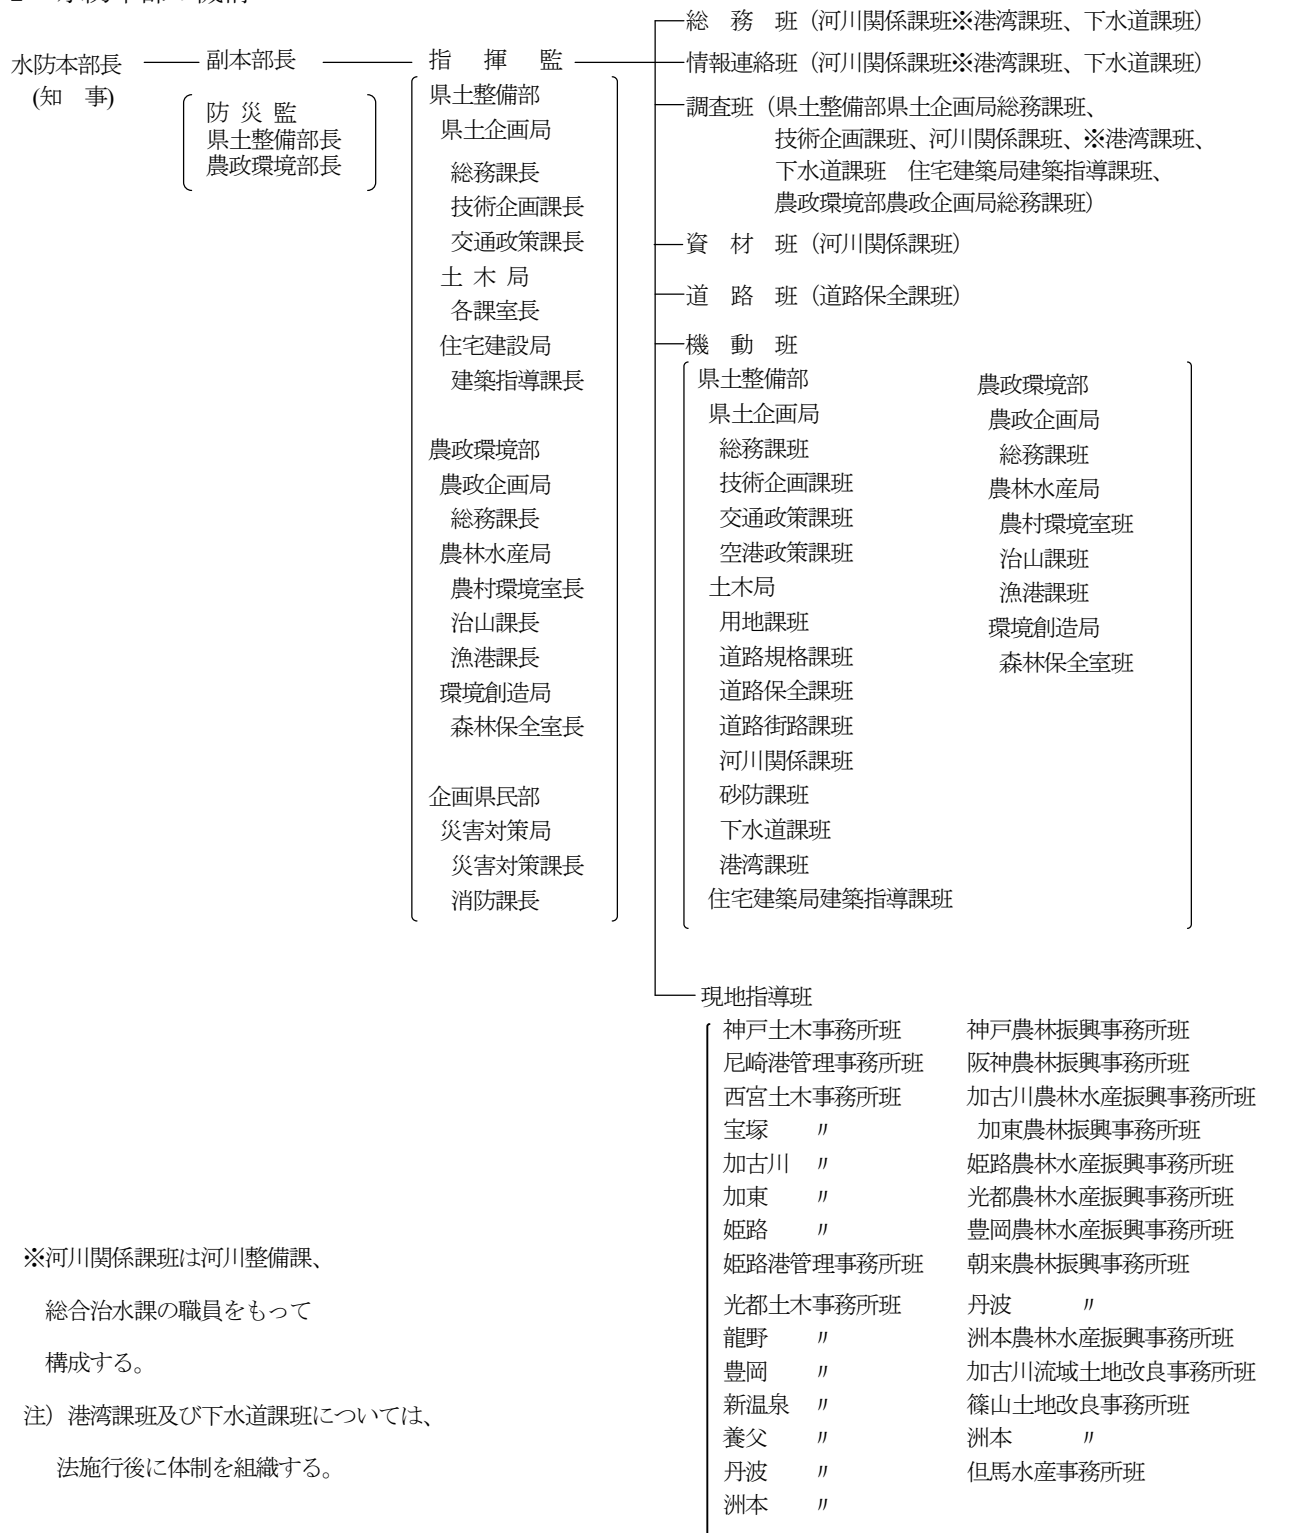 水防本部長
(知　事)
副本部長
防 災 監
県土整備部長
農政環境部長
指　揮　監
県土整備部
県土企画局
総務課長
技術企画課長
交通政策課長
土 木 局
各課室長
住宅建設局
建築指導課長
農政環境部
農政企画局
総務課長
農林水産局
農村環境室長
治山課長
漁港課長
環境創造局
森林保全室長
企画県民部
災害対策局
災害対策課長
消防課長
総　務　班（河川関係課班※港湾課班、下水道課班）
情報連絡班（河川関係課班※港湾課班、下水道課班）
調査班（県土整備部県土企画局総務課班、
技術企画課班、河川関係課班、※港湾課班、
下水道課班　住宅建築局建築指導課班、
農政環境部農政企画局総務課班）
資　材　班（河川関係課班）
道　路　班（道路保全課班）
機　動　班
県土整備部
県土企画局
総務課班
技術企画課班
交通政策課班
空港政策課班
土木局
用地課班
道路規格課班
道路保全課班
道路街路課班
河川関係課班
砂防課班
下水道課班
港湾課班
住宅建築局建築指導課班
農政環境部
農政企画局
総務課班
農林水産局
農村環境室班
治山課班
漁港課班
環境創造局
森林保全室班
現地指導班
神戸土木事務所班
尼崎港管理事務所班
西宮土木事務所班
宝塚　　〃
加古川　〃
加東　　〃
姫路　　〃
姫路港管理事務所班
光都土木事務所班
龍野　　〃
豊岡　　〃
新温泉　〃
養父　　〃
丹波　　〃
洲本　　〃
神戸農林振興事務所班
阪神農林振興事務所班
加古川農林水産振興事務所班
加東農林振興事務所班
姫路農林水産振興事務所班
光都農林水産振興事務所班
豊岡農林水産振興事務所班
朝来農林振興事務所班
丹波　　　〃
洲本農林水産振興事務所班
加古川流域土地改良事務所班
篠山土地改良事務所班
洲本　　　〃
但馬水産事務所班
※河川関係課班は河川整備課、
総合治水課の職員をもって
構成する。
注）港湾課班及び下水道課班については、
法施行後に体制を組織する。